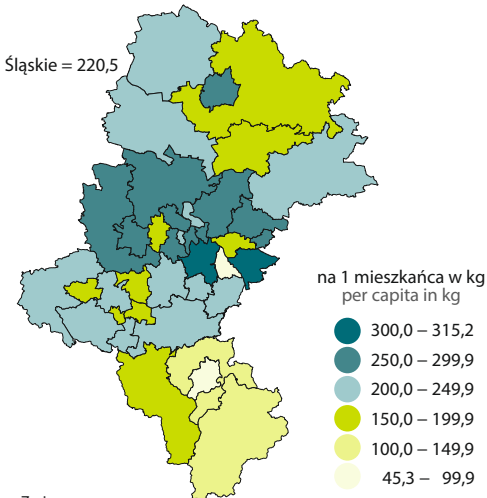 Śląskie = 220,5
na 1 mieszkańca w kg
per capita in kg
300,0 – 315,2
250,0 – 299,9
200,0 – 249,9
150,0 – 199,9
100,0 – 149,9
45,3 – 99,9